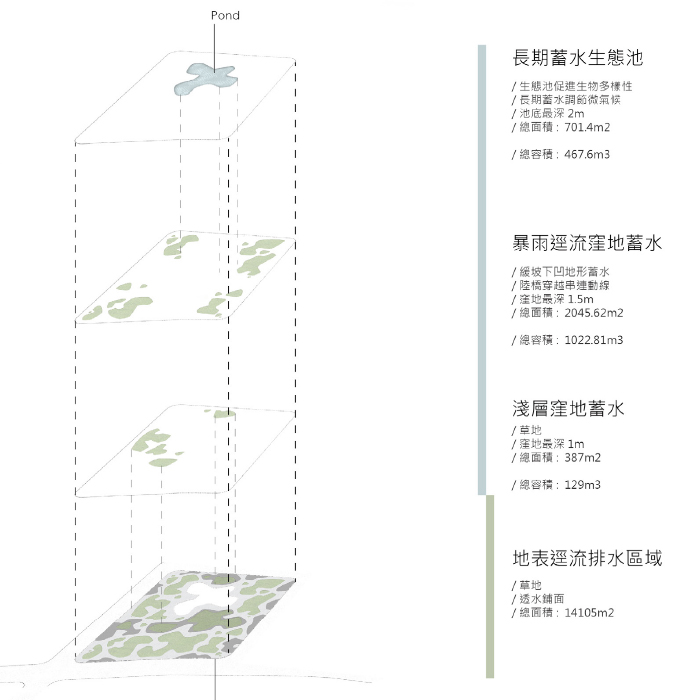 Pond
長期蓄水生態池
/ 生態池促進生物多樣性
/ 長期蓄水調節微氣候
/ 池底最深 2m
/ 總面積 : 701.4m2
/ 總容積 : 467.6m3
暴雨逕流窪地蓄水
/ 緩坡下凹地形蓄水
/ 陸橋穿越串連動線
/ 窪地最深 1.5m
/ 總面積 : 2045.62m2
/ 總容積 : 1022.81m3
淺層窪地蓄水
/ 草地
/ 窪地最深 1m
/ 總面積 : 387m2
/ 總容積 : 129m3
地表逕流排水區域
/ 草地
/ 透水鋪面
/ 總面積 : 14105m2